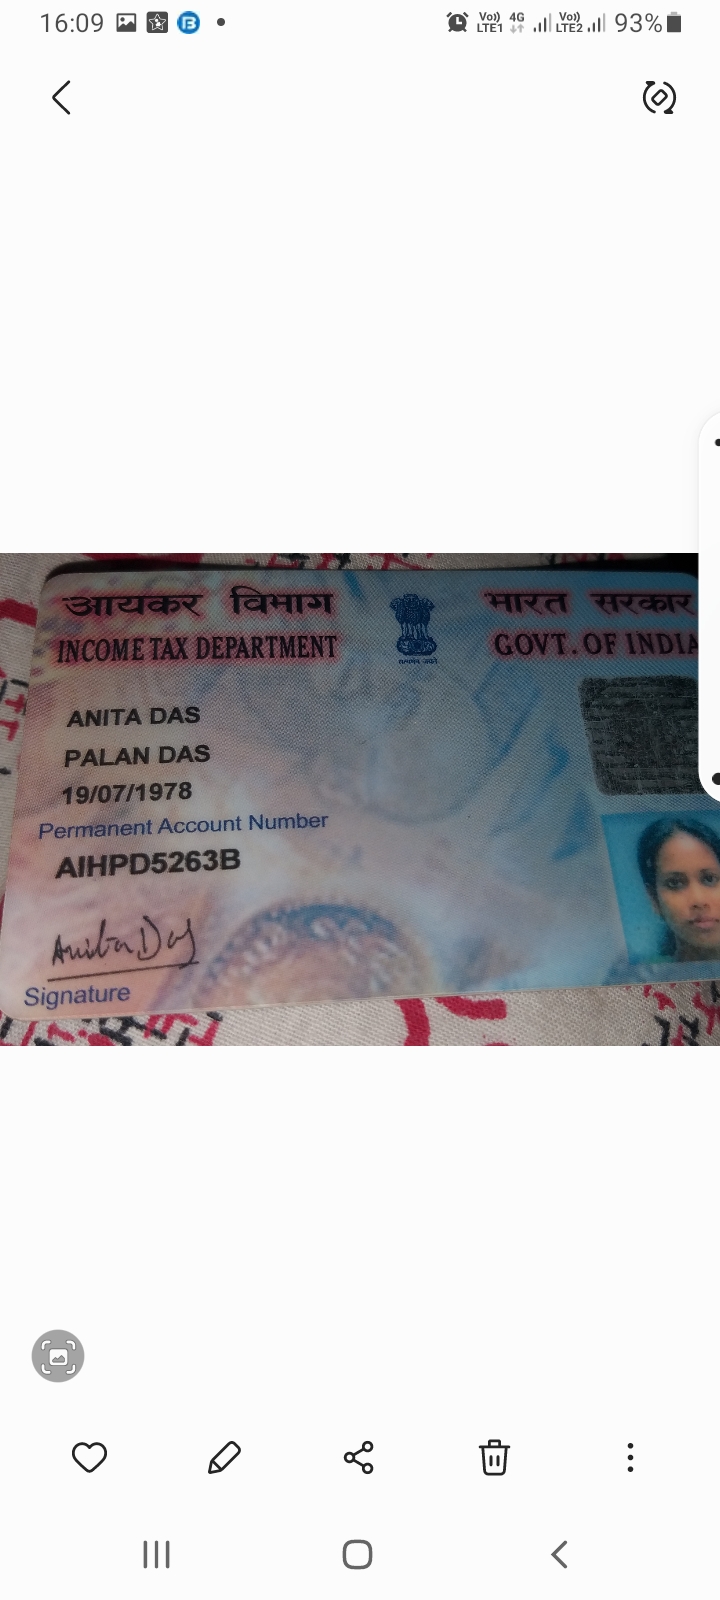 16:09
Vo)) LTE1 4G Vo)) LTE2 93%
आयकर विभाग
भारत सरकार
INCOME TAX DEPARTMENT
GOVT. OF INDIA
सत्यमेव जयते
ANITA DAS
PALAN DAS
19/07/1978
Permanent Account Number
AIHPD5263B
Anita Das
Signature